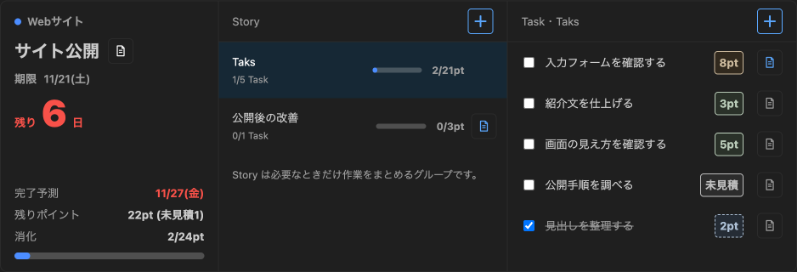 Webサイト
サイト公開
期限 11/21(土)
残り 6 日
完了予測 11/27(金)
残りポイント 22pt (未見積1)
消化 2/24pt
Story
Taks
1/5 Task
2/21pt
公開後の改善
0/1 Task
0/3pt
Story は必要なときだけ作業をまとめるグループです。
Task・Taks
入力フォームを確認する 8pt
紹介文を仕上げる 3pt
画面の見え方を確認する 5pt
公開手順を調べる 未見積
見出しを整理する 2pt